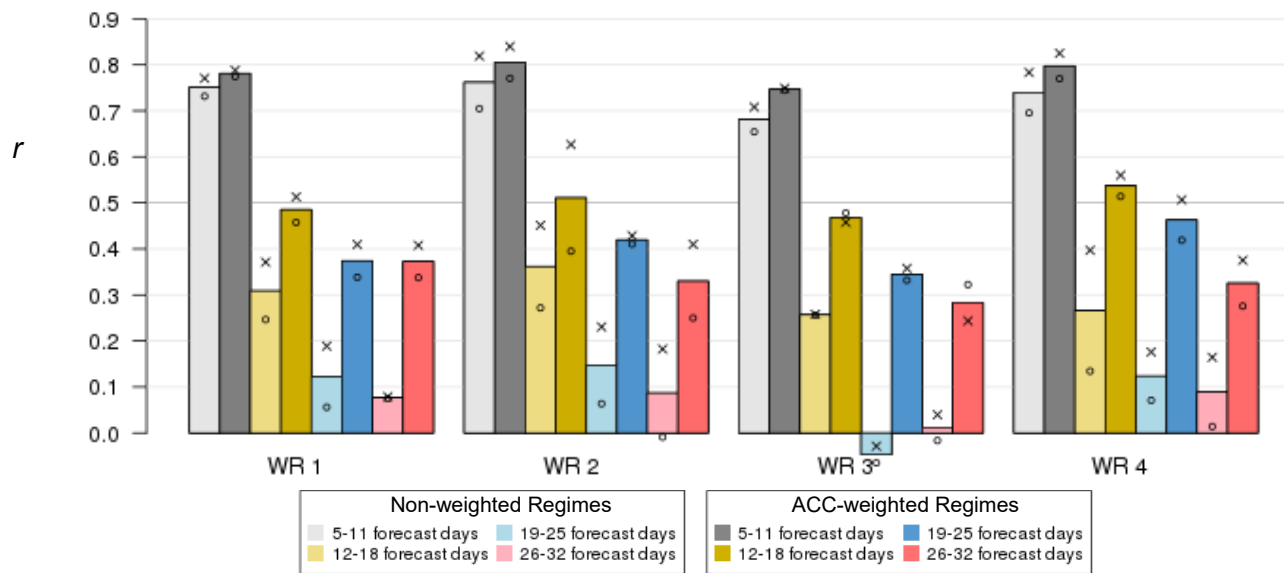 0.9
0.8
0.7
r
0.6
0.5
0.4
0.3
0.2
0.1
0.0
WR 1 WR 2 WR 3 WR 4
Non-weighted Regimes ACC-weighted Regimes
5-11 forecast days 19-25 forecast days 5-11 forecast days 19-25 forecast days
12-18 forecast days 26-32 forecast days 12-18 forecast days 26-32 forecast days